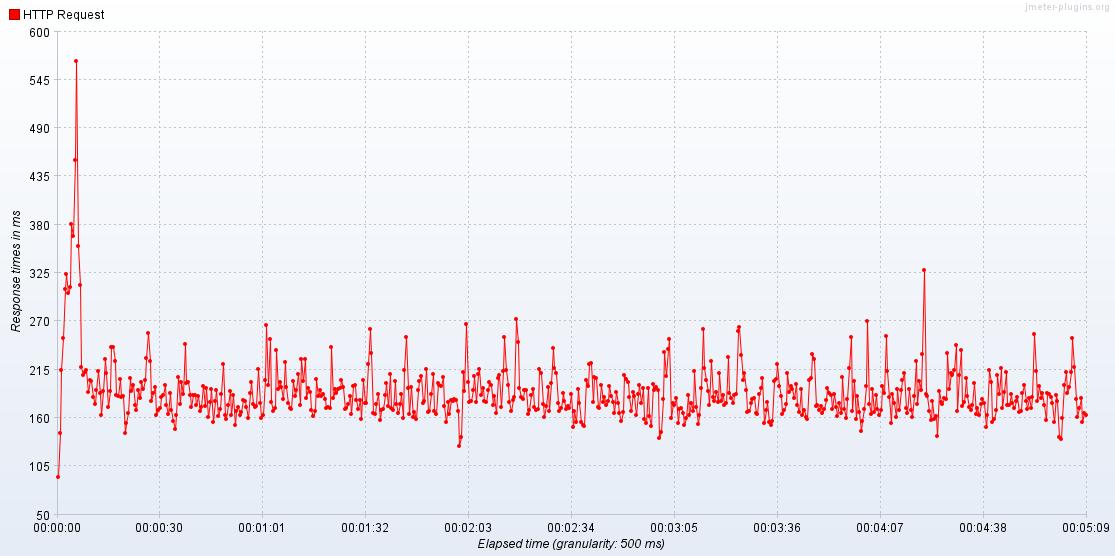 HTTP Request
jmeter-plugins.org
600
545
490
435
380
325
270
215
160
105
50
Response times in ms
00:00:00 00:00:30 00:01:01 00:01:32 00:02:03 00:02:34 00:03:05 00:03:36 00:04:07 00:04:38 00:05:09
Elapsed time (granularity: 500 ms)